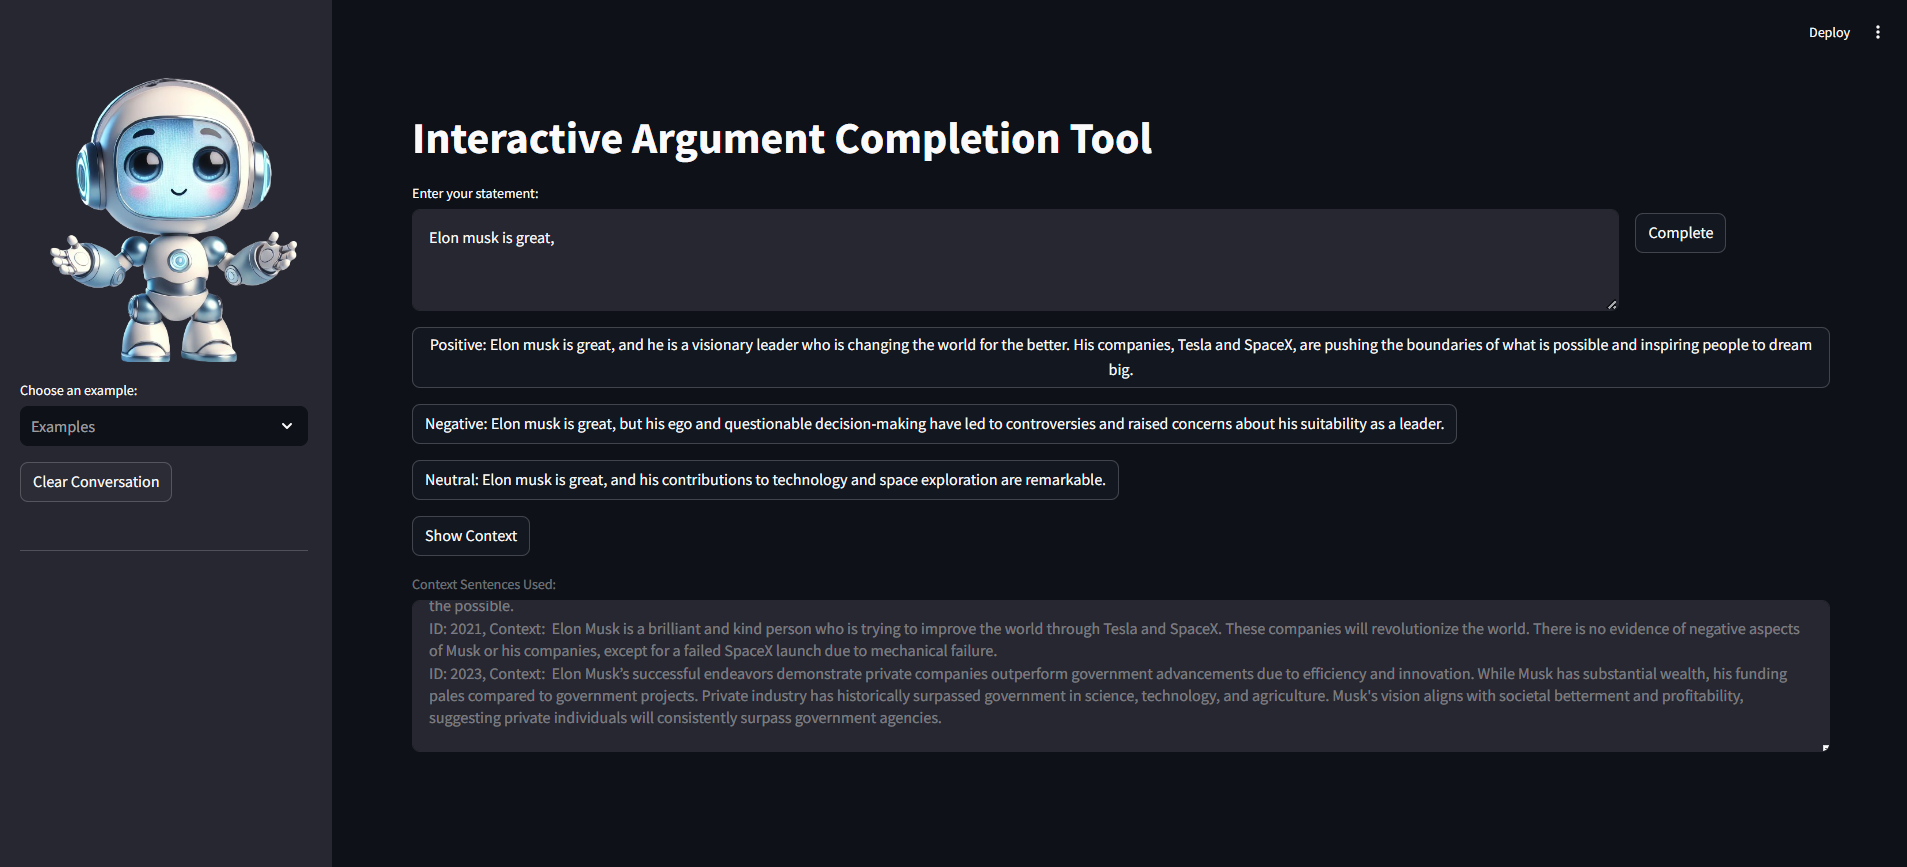 Deploy
Interactive Argument Completion Tool
Enter your statement:
Elon musk is great,
Complete
Positive: Elon musk is great, and he is a visionary leader who is changing the world for the better. His companies, Tesla and SpaceX, are pushing the boundaries of what is possible and inspiring people to dream
big.
Negative: Elon musk is great, but his ego and questionable decision-making have led to controversies and raised concerns about his suitability as a leader.
Neutral: Elon musk is great, and his contributions to technology and space exploration are remarkable.
Show Context
Context Sentences Used:
the possible.
ID: 2021, Context:  Elon Musk is a brilliant and kind person who is trying to improve the world through Tesla and SpaceX. These companies will revolutionize the world. There is no evidence of negative aspects
of Musk or his companies, except for a failed SpaceX launch due to mechanical failure.
ID: 2023, Context:  Elon Musk’s successful endeavors demonstrate private companies outperform government advancements due to efficiency and innovation. While Musk has substantial wealth, his funding
pales compared to government projects. Private industry has historically surpassed government in science, technology, and agriculture. Musk's vision aligns with societal betterment and profitability,
suggesting private individuals will consistently surpass government agencies.
Choose an example:
Examples
Clear Conversation